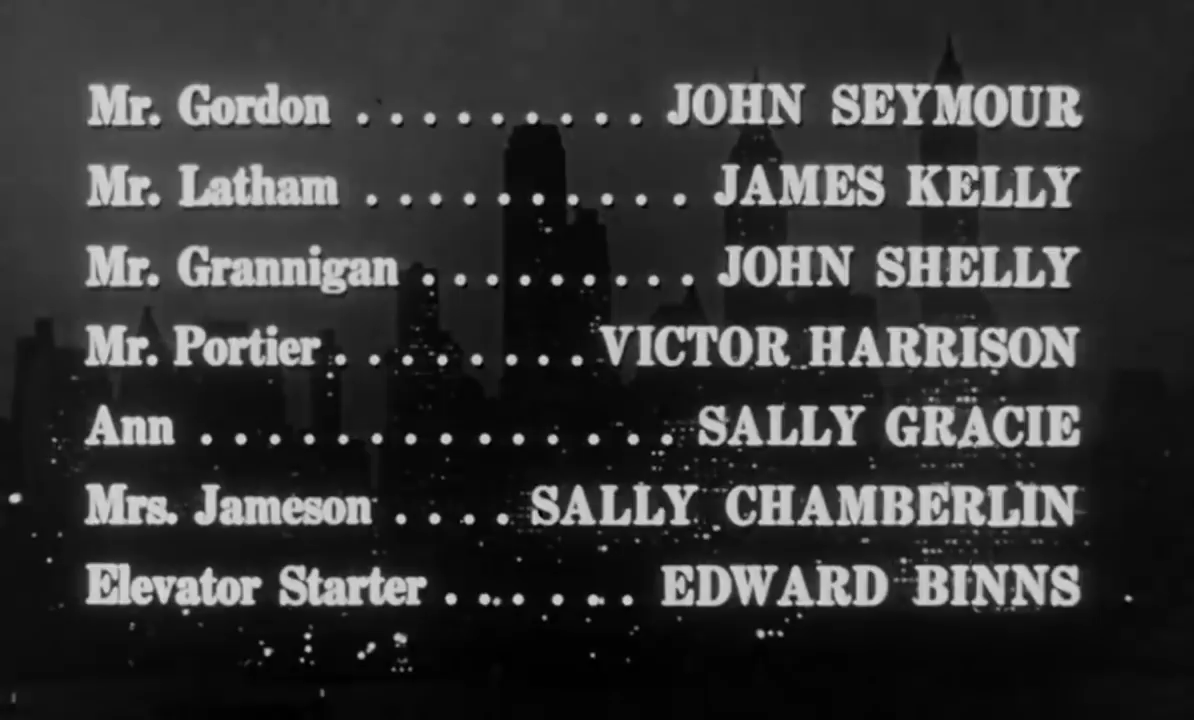 Mr. Gordon . . . . . . . . . JOHN SEYMOUR
Mr. Latham . . . . . . . . . . JAMES KELLY
Mr. Grannigan . . . . . . . . . JOHN SHELLY
Mr. Portier . . . . . . . . VICTOR HARRISON
Ann . . . . . . . . . . . . . . . SALLY GRACIE
Mrs. Jameson . . . . SALLY CHAMBERLIN
Elevator Starter . . . . . . EDWARD BINNS